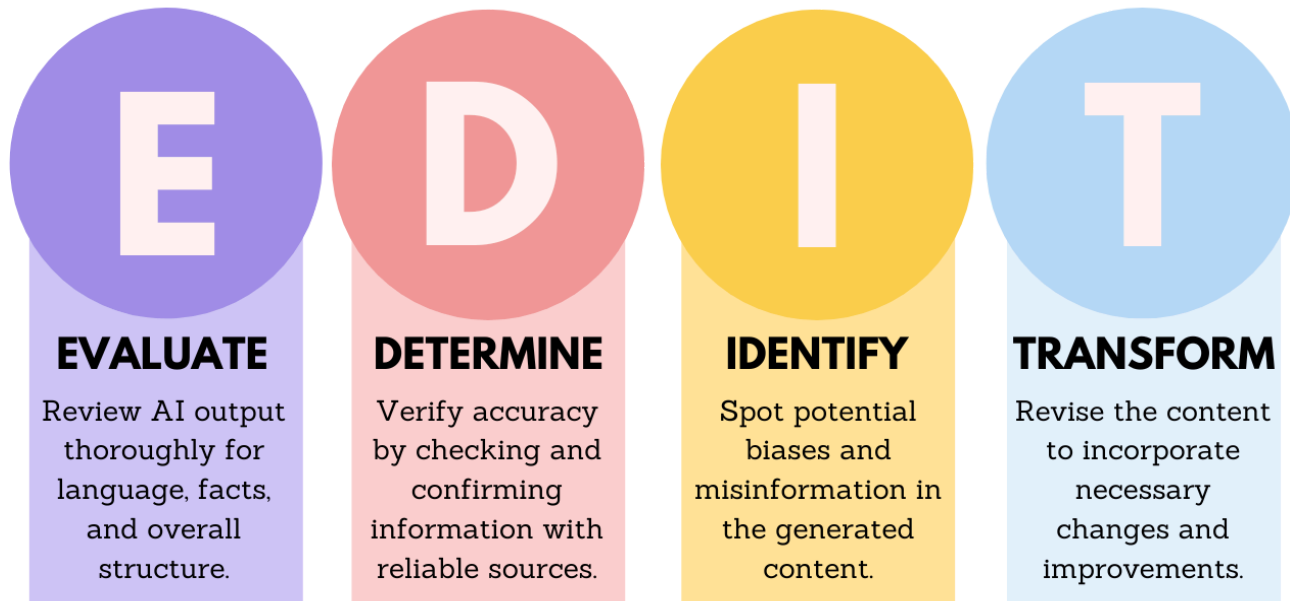 E
D
I
T
EVALUATE
Review AI output
thoroughly for
language, facts,
and overall
structure.
DETERMINE
Verify accuracy
by checking and
confirming
information with
reliable sources.
IDENTIFY
Spot potential
biases and
misinformation in
the generated
content.
TRANSFORM
Revise the content
to incorporate
necessary
changes and
improvements.